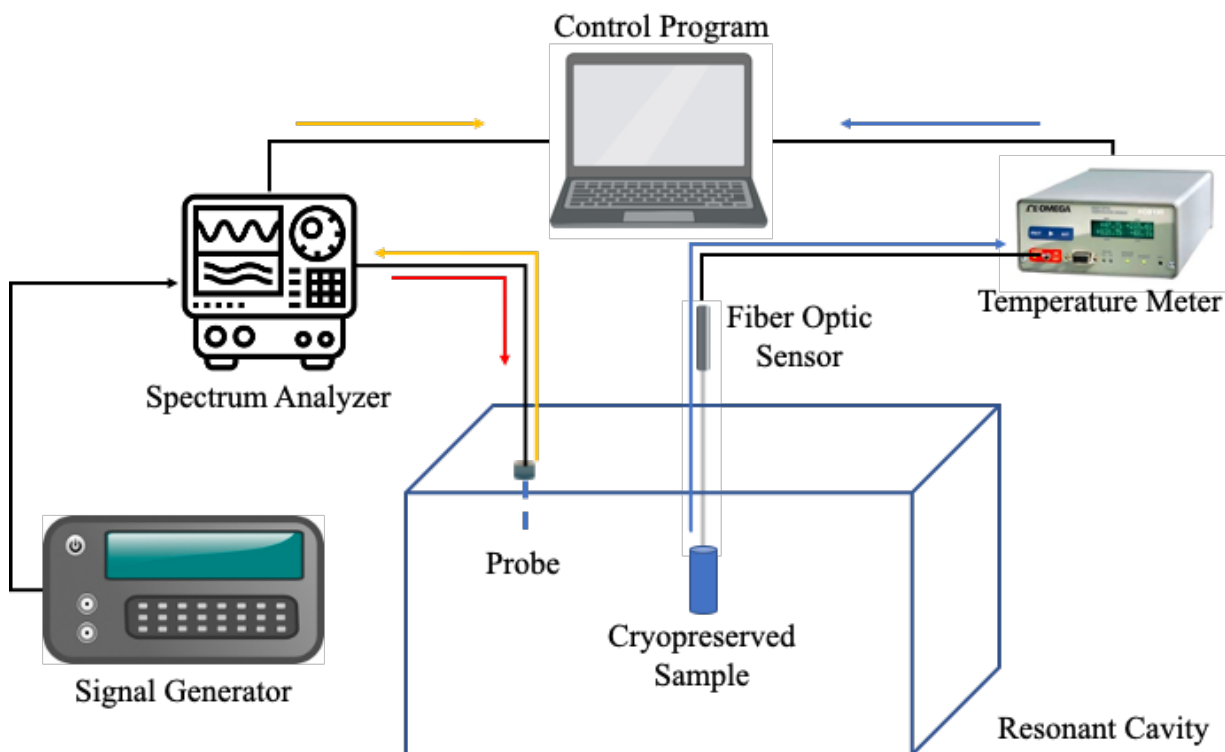 Control Program
OMEGA
Temperature Meter
Fiber Optic
Sensor
Spectrum Analyzer
Probe
Cryopreserved
Sample
Signal Generator
Resonant Cavity